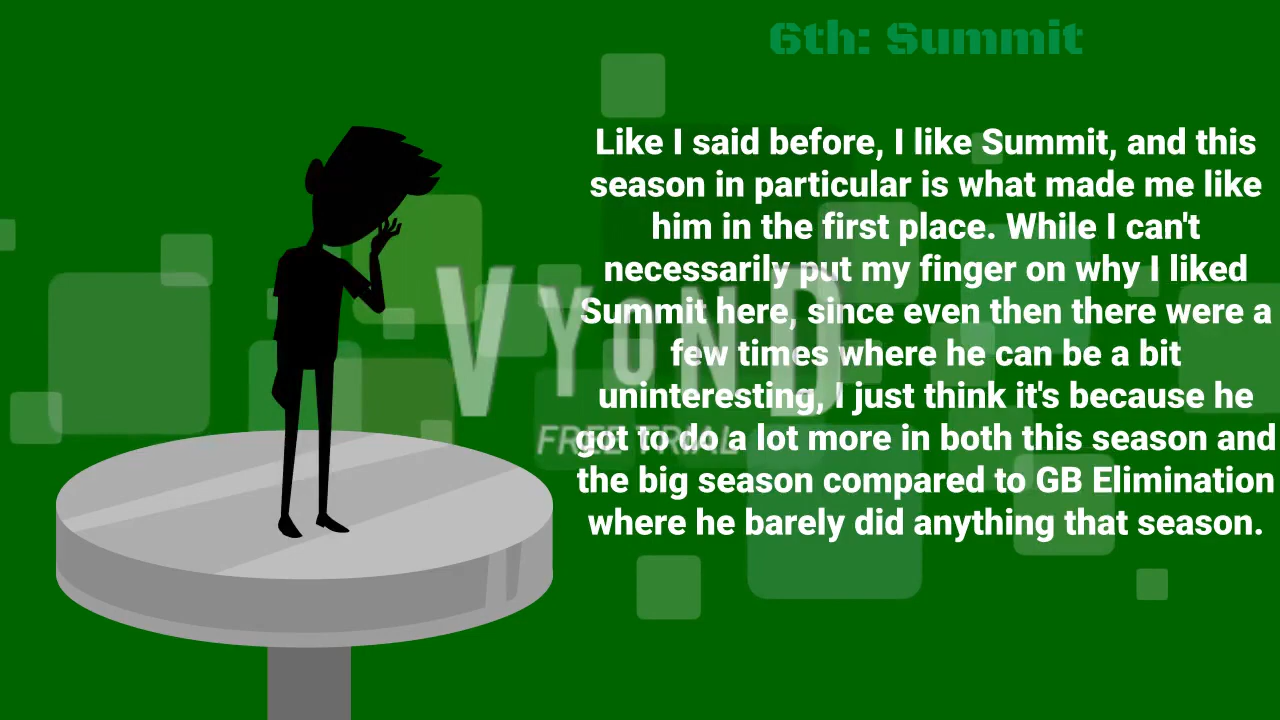 6th: Summit
Like I said before, I like Summit, and this
season in particular is what made me like
him in the first place. While I can't
necessarily put my finger on why I liked
Summit here, since even then there were a
few times where he can be a bit
uninteresting, I just think it's because he
got to do a lot more in both this season and
the big season compared to GB Elimination
where he barely did anything that season.
VYOND
FREE TRIAL